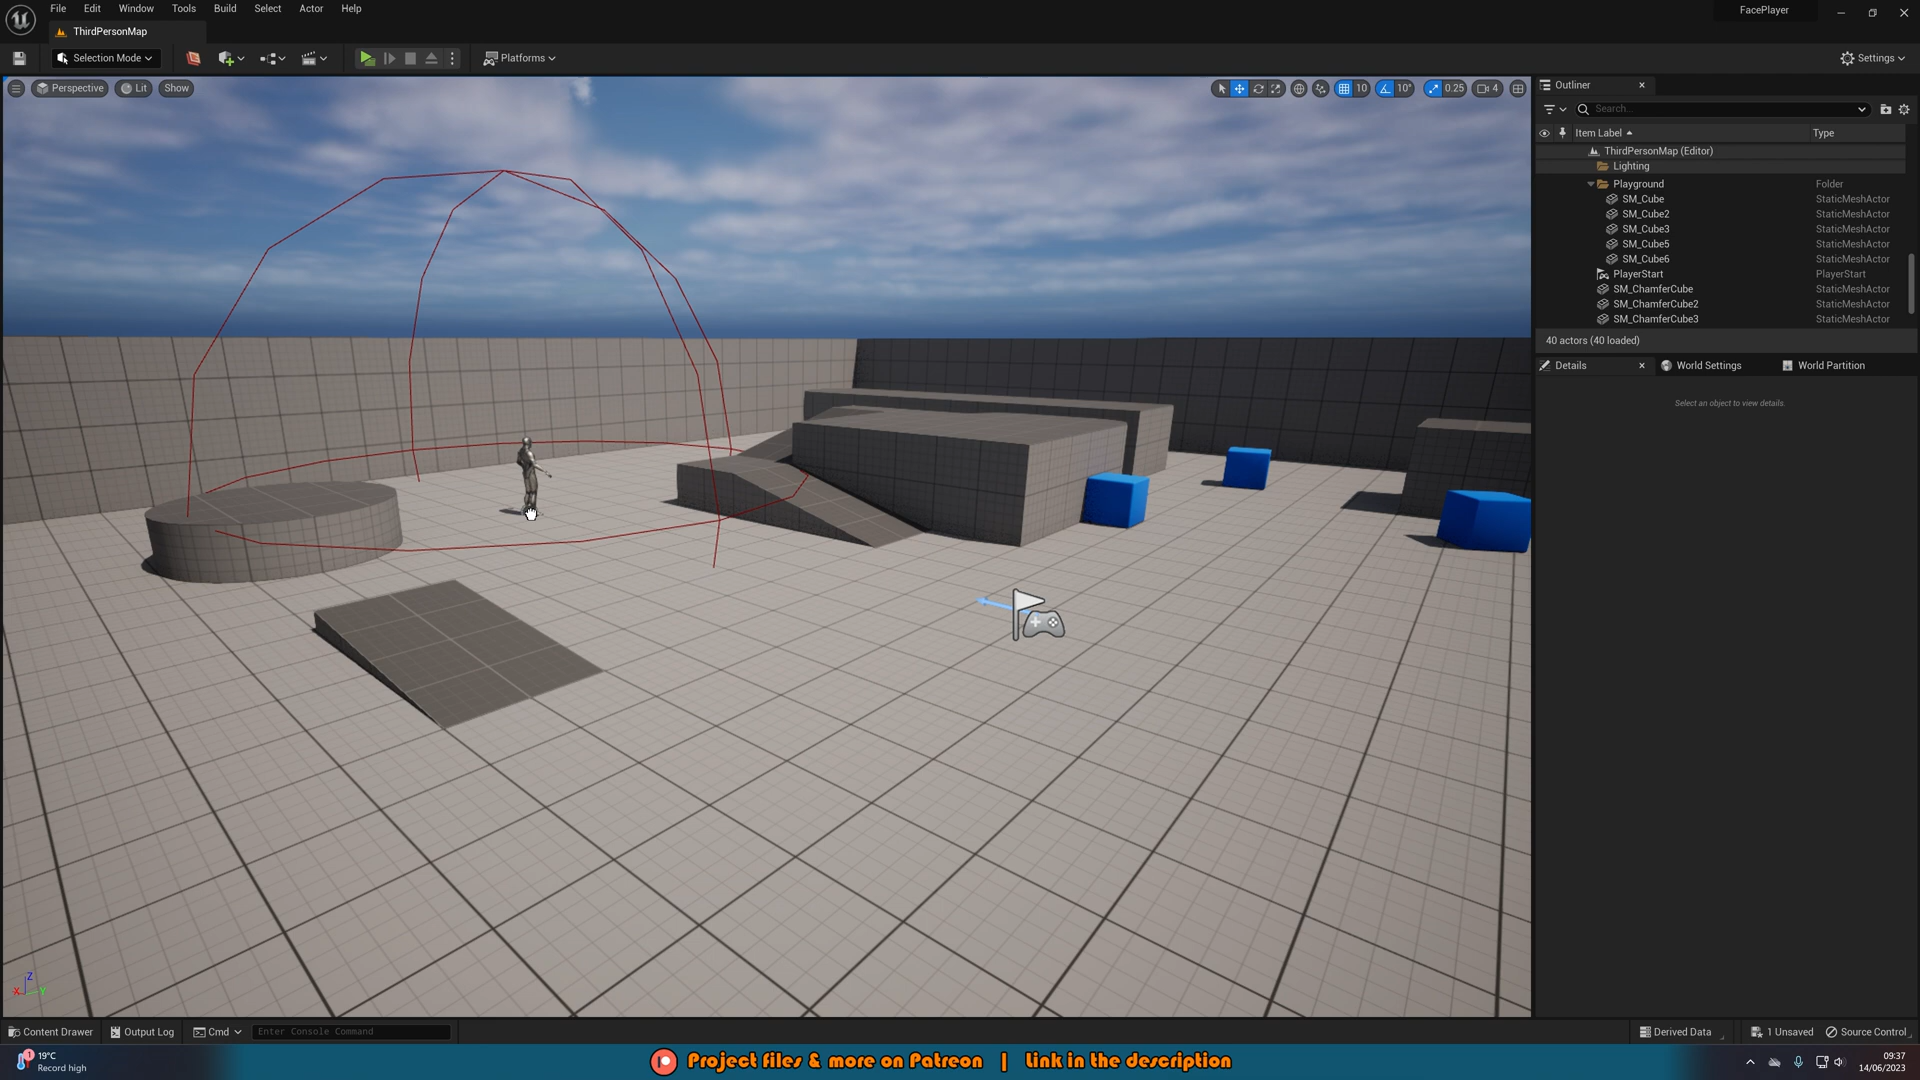 File Edit Window Tools Build Select Actor Help
FacePlayer
ThirdPersonMap
Selection Mode
Platforms
Settings
Perspective Lit Show
10 10° 0.25 4
Outliner
Search...
Item Label Type
ThirdPersonMap (Editor)
Lighting
Playground Folder
SM_Cube StaticMeshActor
SM_Cube2 StaticMeshActor
SM_Cube3 StaticMeshActor
SM_Cube5 StaticMeshActor
SM_Cube6 StaticMeshActor
PlayerStart PlayerStart
SM_ChamferCube StaticMeshActor
SM_ChamferCube2 StaticMeshActor
SM_ChamferCube3 StaticMeshActor
40 actors (40 loaded)
Details World Settings World Partition
Select an object to view details.
Z
X Y
Content Drawer Output Log Cmd Enter Console Command
Derived Data 1 Unsaved Source Control
1 19°C
Record high
Project files & more on Patreon | Link in the description
09:37
14/06/2023